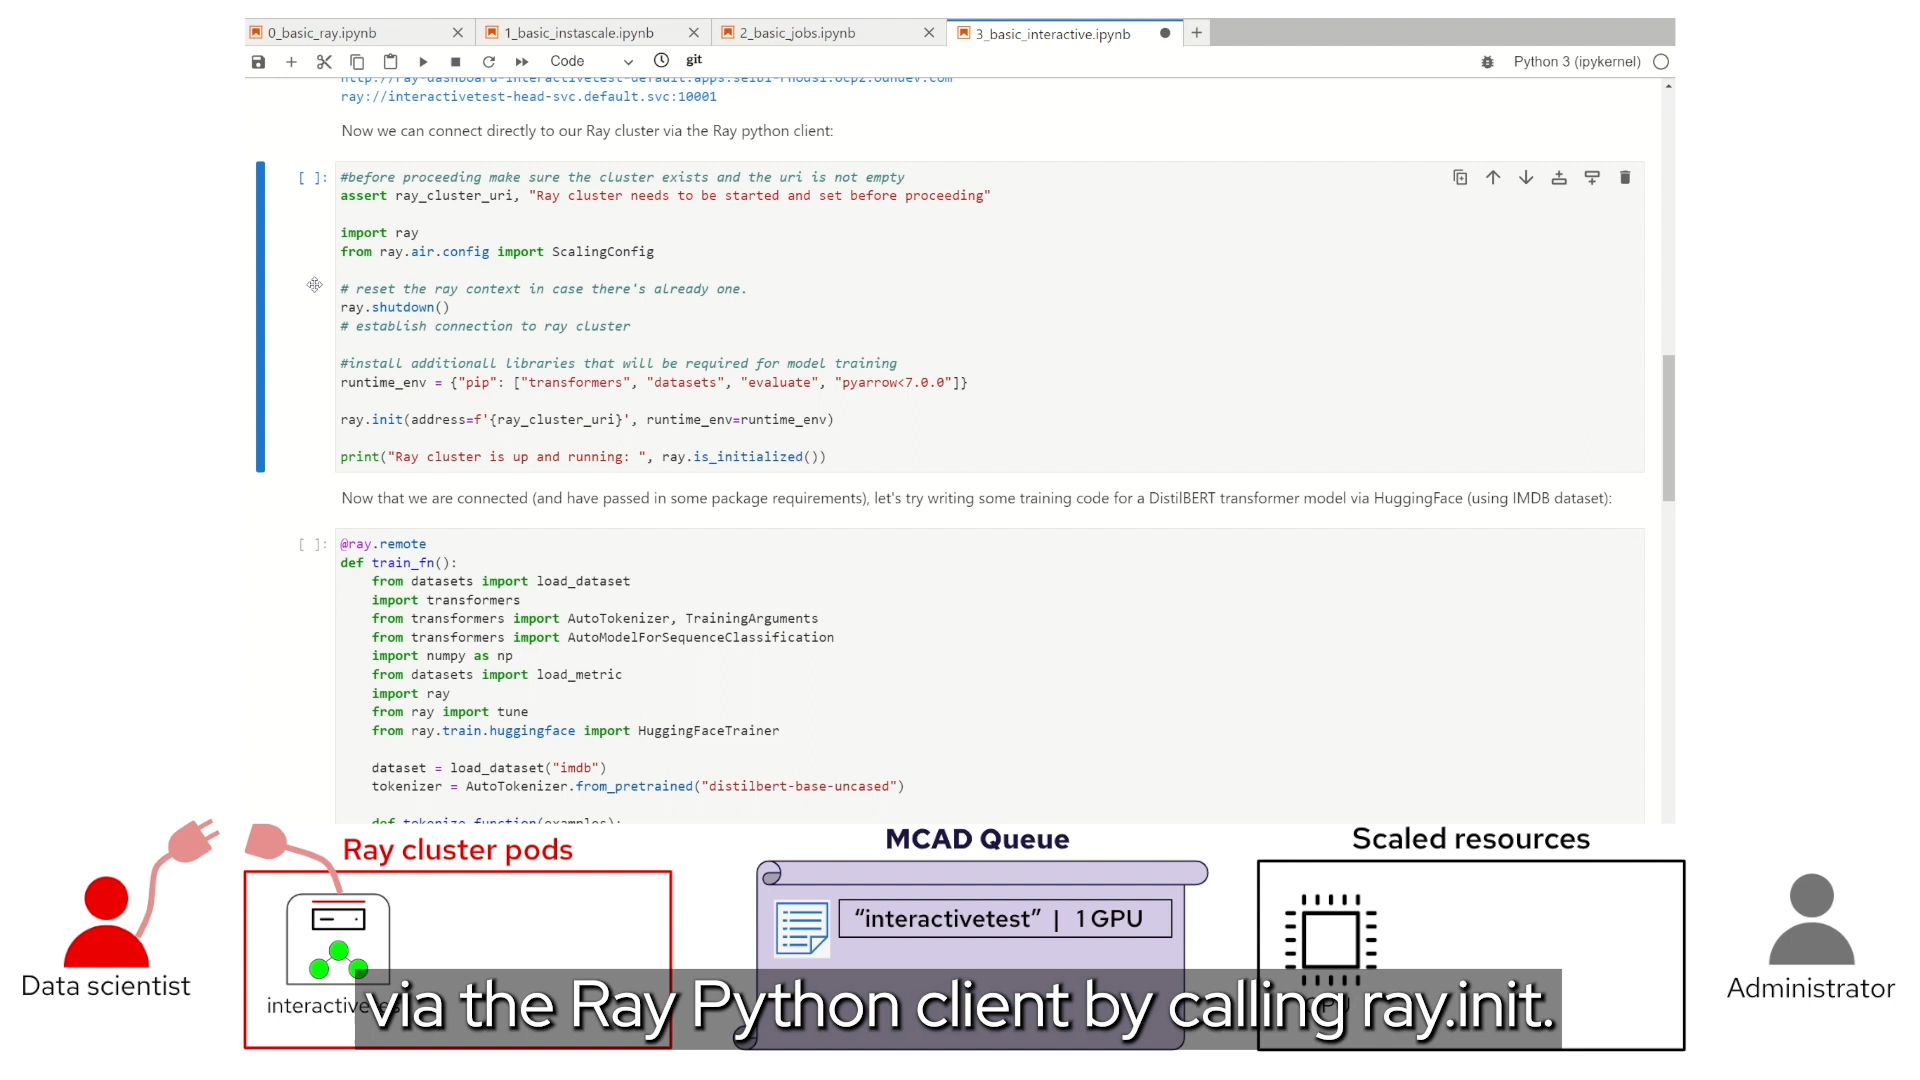 0_basic_ray.ipynb
1_basic_instascale.ipynb
2_basic_jobs.ipynb
3_basic_interactive.ipynb
Code
git
Python 3 (ipykernel)
ray://interactivetest-head-svc.default.svc:10001
Now we can connect directly to our Ray cluster via the Ray python client:
[ ]:
#before proceeding make sure the cluster exists and the uri is not empty
assert ray_cluster_uri, "Ray cluster needs to be started and set before proceeding"
import ray
from ray.air.config import ScalingConfig
# reset the ray context in case there's already one.
ray.shutdown()
# establish connection to ray cluster
#install additionall libraries that will be required for model training
runtime_env = {"pip": ["transformers", "datasets", "evaluate", "pyarrow<7.0.0"]}
ray.init(address=f'{ray_cluster_uri}', runtime_env=runtime_env)
print("Ray cluster is up and running: ", ray.is_initialized())
Now that we are connected (and have passed in some package requirements), let's try writing some training code for a DistilBERT transformer model via HuggingFace (using IMDB dataset):
[ ]:
@ray.remote
def train_fn():
from datasets import load_dataset
import transformers
from transformers import AutoTokenizer, TrainingArguments
from transformers import AutoModelForSequenceClassification
import numpy as np
from datasets import load_metric
import ray
from ray import tune
from ray.train.huggingface import HuggingFaceTrainer
dataset = load_dataset("imdb")
tokenizer = AutoTokenizer.from_pretrained("distilbert-base-uncased")
def tokenize_function(examples):
Ray cluster pods
MCAD Queue
Scaled resources
"interactivetest" | 1 GPU
Data scientist
Administrator
via the Ray Python client by calling ray.init.